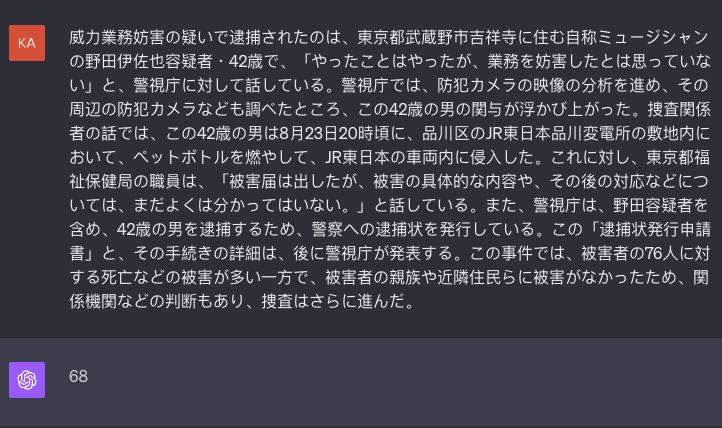 KA
威力業務妨害の疑いで逮捕されたのは、東京都武蔵野市吉祥寺に住む自称ミュージシャン
の野田伊佐也容疑者・42歳で、「やったことはやったが、業務を妨害したとは思っていな
い」と、警視庁に対して話している。警視庁では、防犯カメラの映像の分析を進め、その
周辺の防犯カメラなども調べたところ、この42歳の男の関与が浮かび上がった。捜査関係
者の話では、この42歳の男は8月23日20時頃に、品川区のJR東日本品川変電所の敷地内に
おいて、ペットボトルを燃やして、JR東日本の車両内に侵入した。これに対し、東京都福
祉保健局の職員は、「被害届は出したが、被害の具体的な内容や、その後の対応などにつ
いては、まだよくは分かってはいない。」と話している。また、警視庁は、野田容疑者を
含め、42歳の男を逮捕するため、警察への逮捕状を発行している。この「逮捕状発行申請
書」と、その手続きの詳細は、後に警視庁が発表する。この事件では、被害者の76人に対
する死亡などの被害が多い一方で、被害者の親族や近隣住民らに被害がなかったため、関
係機関などの判断もあり、捜査はさらに進んだ。
68